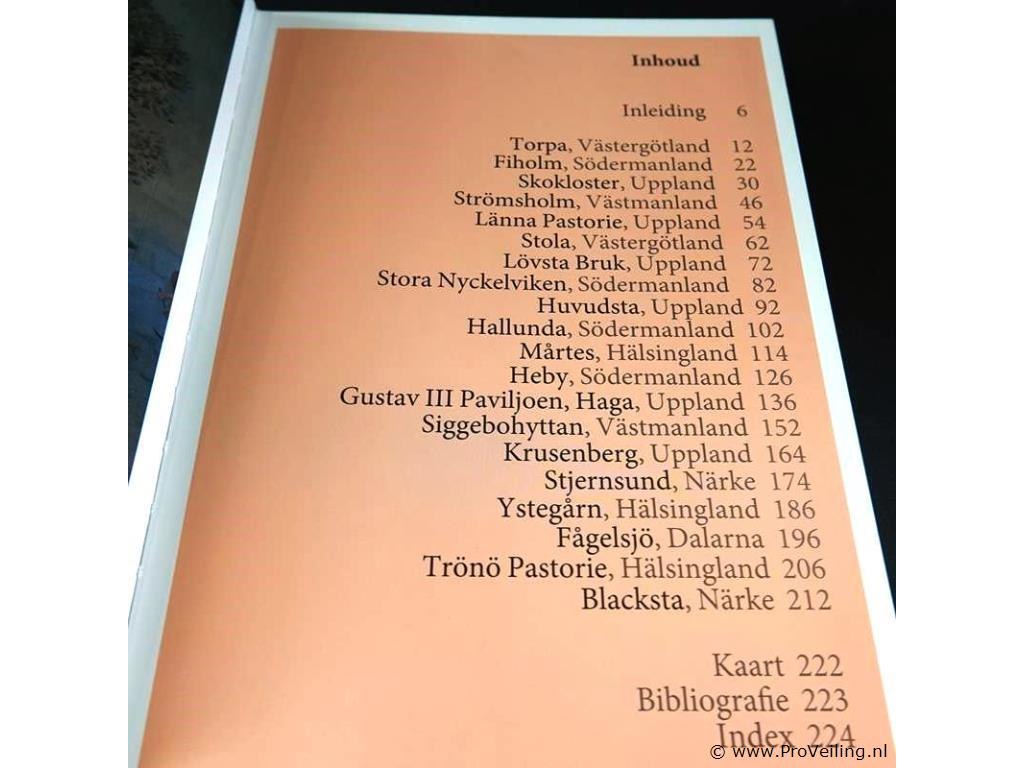 Inhoud
Inleiding 6
Torpa, Västergötland 12
Fiholm, Södermanland 22
Skokloster, Uppland 30
Strömsholm, Västmanland 46
Länna Pastorie, Uppland 54
Stola, Västergötland 62
Lövsta Bruk, Uppland 72
Stora Nyckelviken, Södermanland 82
Huvudsta, Uppland 92
Hallunda, Södermanland 102
Mårtes, Hälsingland 114
Heby, Södermanland 126
Gustav III Paviljoen, Haga, Uppland 136
Siggebohyttan, Västmanland 152
Krusenberg, Uppland 164
Stjernsund, Närke 174
Ystegårn, Hälsingland 186
Fågelsjö, Dalarna 196
Trönö Pastorie, Hälsingland 206
Blacksta, Närke 212
Kaart 222
Bibliografie 223
Index 224
© www.ProVeiling.nl